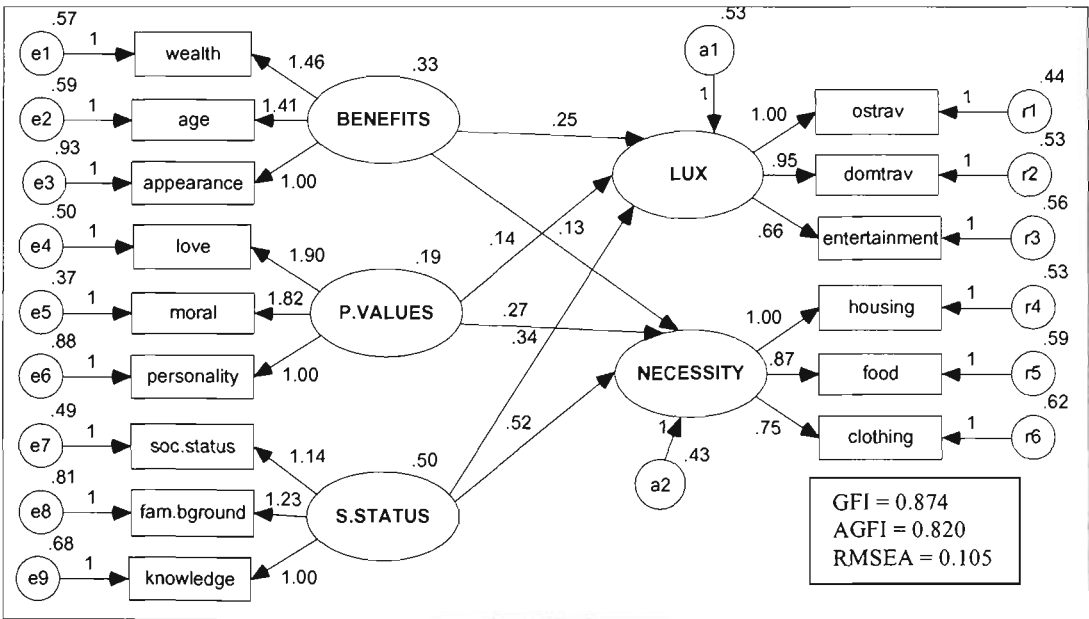 .57
e1
1
wealth
1.46
.59
e2
1
age
1.41
.93
e3
1
appearance
1.00
.33
BENEFITS
.50
e4
1
love
1.90
.37
e5
1
moral
1.82
.88
e6
1
personality
1.00
.19
P.VALUES
.49
e7
1
soc.status
1.14
.81
e8
1
fam.bground
1.23
.68
e9
1
knowledge
1.00
.50
S.STATUS
.25
.14
.13
.27
.34
.52
.53
a1
1
LUX
1.00
ostrav
1
r1
.44
.95
domtrav
1
r2
.53
.66
entertainment
1
r3
.56
NECESSITY
1
a2
.43
1.00
housing
1
r4
.53
.87
food
1
r5
.59
.75
clothing
1
r6
.62
GFI = 0.874
AGFI = 0.820
RMSEA = 0.105